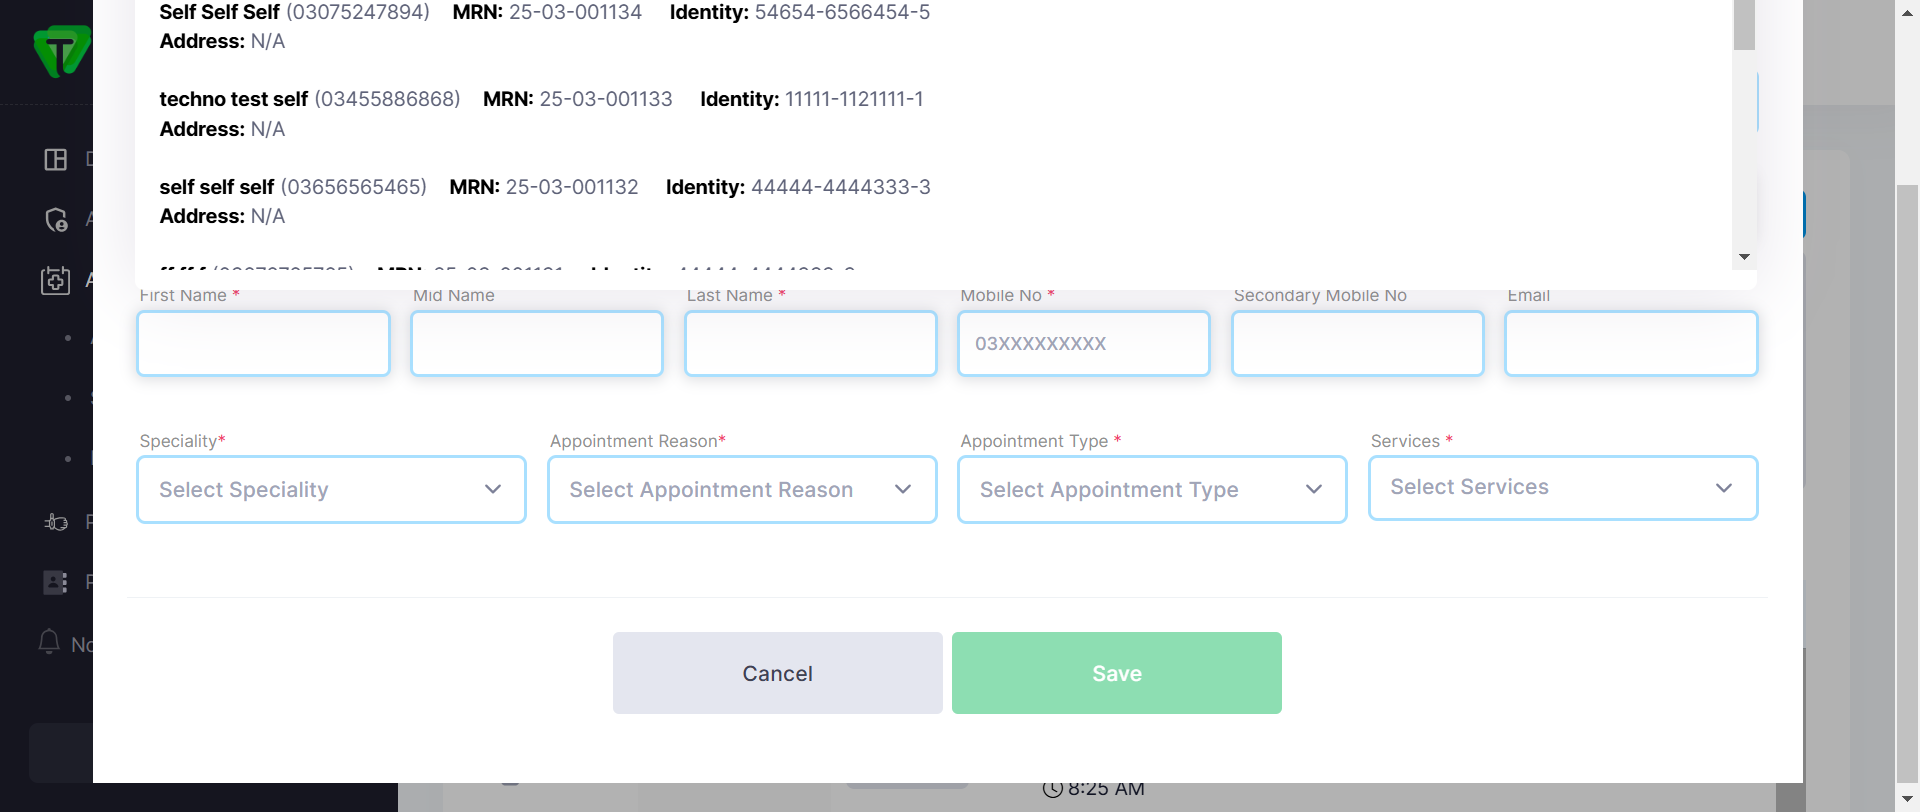 Self Self Self (03075247894) MRN: 25-03-001134 Identity: 54654-6566454-5
Address: N/A
techno test self (03455886868) MRN: 25-03-001133 Identity: 11111-1121111-1
Address: N/A
self self self (03656565465) MRN: 25-03-001132 Identity: 44444-4444333-3
Address: N/A
First Name * Mid Name Last Name * Mobile No * Secondary Mobile No Email
03XXXXXXXXX
Speciality* Appointment Reason* Appointment Type * Services *
Select Speciality Select Appointment Reason Select Appointment Type Select Services
No
Cancel Save
8:25 AM